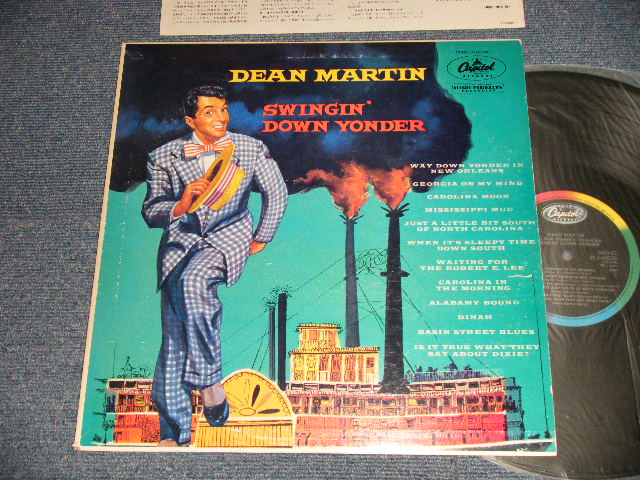 DEAN MARTIN
Capitol
RECORDS
SWINGIN'
DOWN YONDER
WAY DOWN YONDER IN
NEW ORLEANS
GEORGIA ON MY MIND
CAROLINA MOON
MISSISSIPPI MUD
JUST A LITTLE BIT SOUTH
OF NORTH CAROLINA
WHEN IT'S SLEEPY TIME
DOWN SOUTH
WAITING FOR
THE ROBERT E. LEE
CAROLINA IN
THE MORNING
ALABAMY BOUND
DINAH
BASIN STREET BLUES
IS IT TRUE WHAT THEY
SAY ABOUT DIXIE?
Capitol
DEAN MARTIN